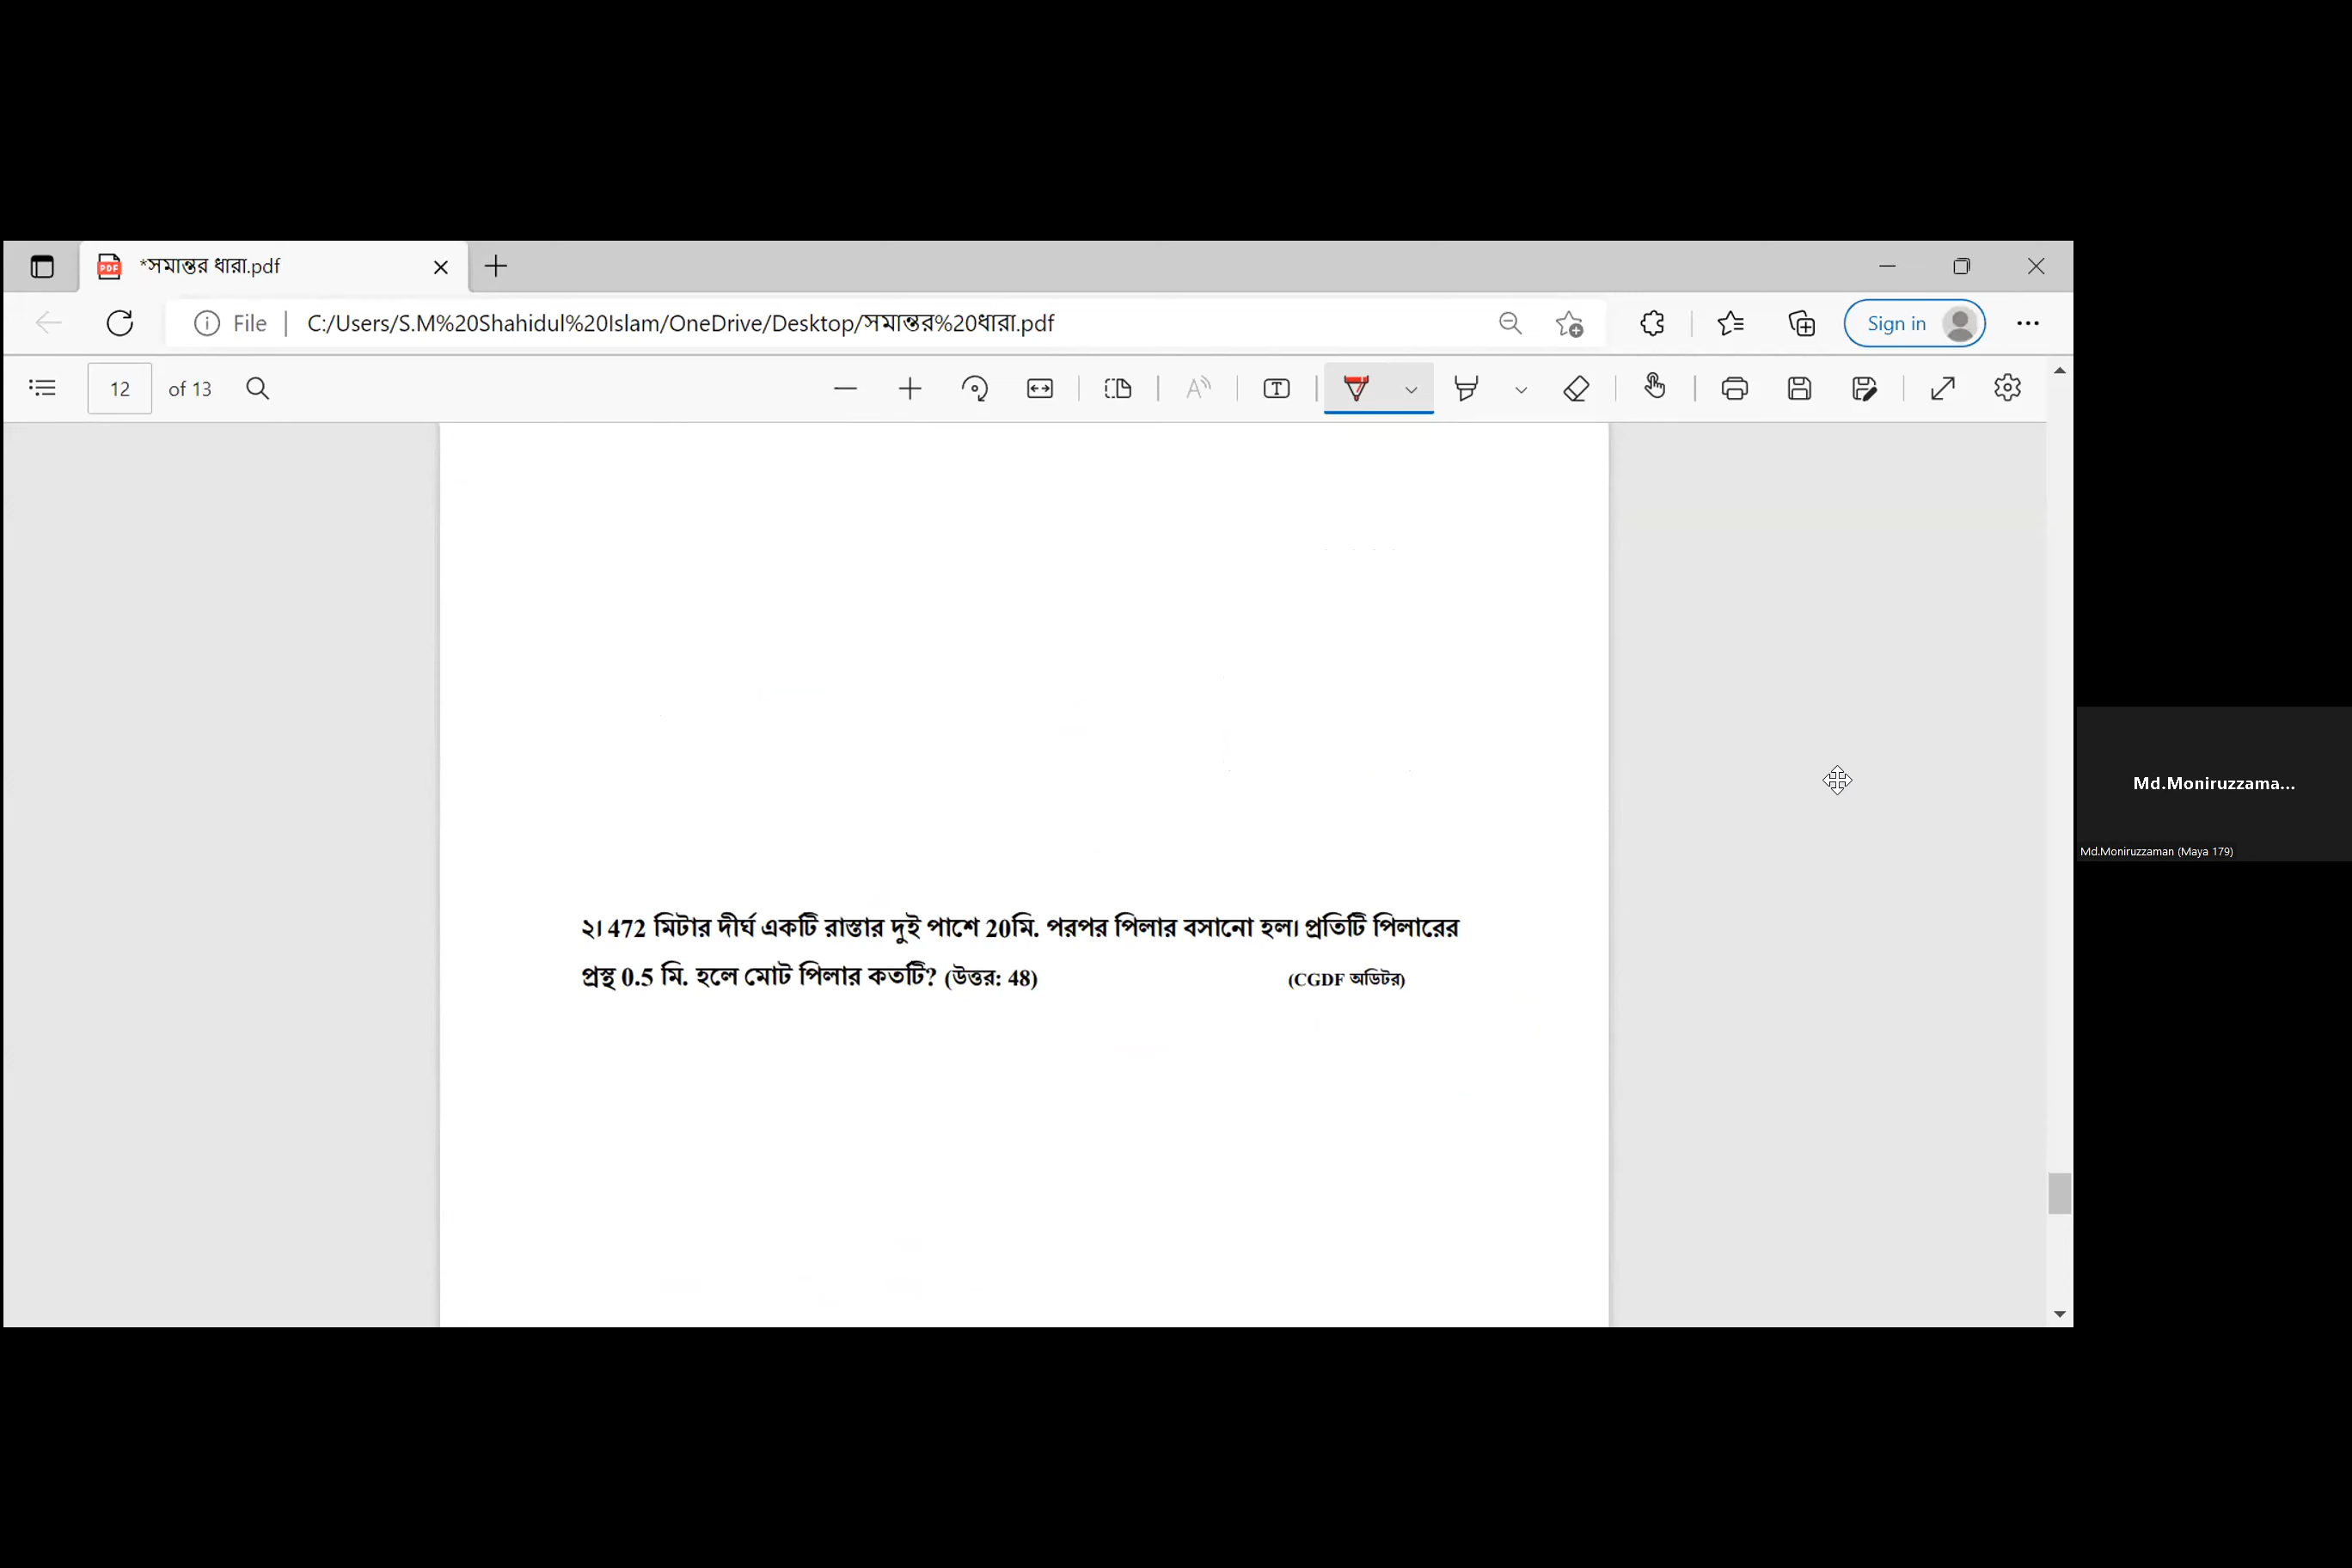 *সমান্তর ধারা.pdf
File
C:/Users/S.M%20Shahidul%20Islam/OneDrive/Desktop/সমান্তর%20ধারা.pdf
Sign in
12 of 13
২। 472 মিটার দীর্ঘ একটি রাস্তার দুই পাশে 20মি. পরপর পিলার বসানো হল। প্রতিটি পিলারের
প্রস্থ 0.5 মি. হলে মোট পিলার কতটি? (উত্তর: 48)
(CGDF অডিটর)
Md.Moniruzzama...
Md.Moniruzzaman (Maya 179)